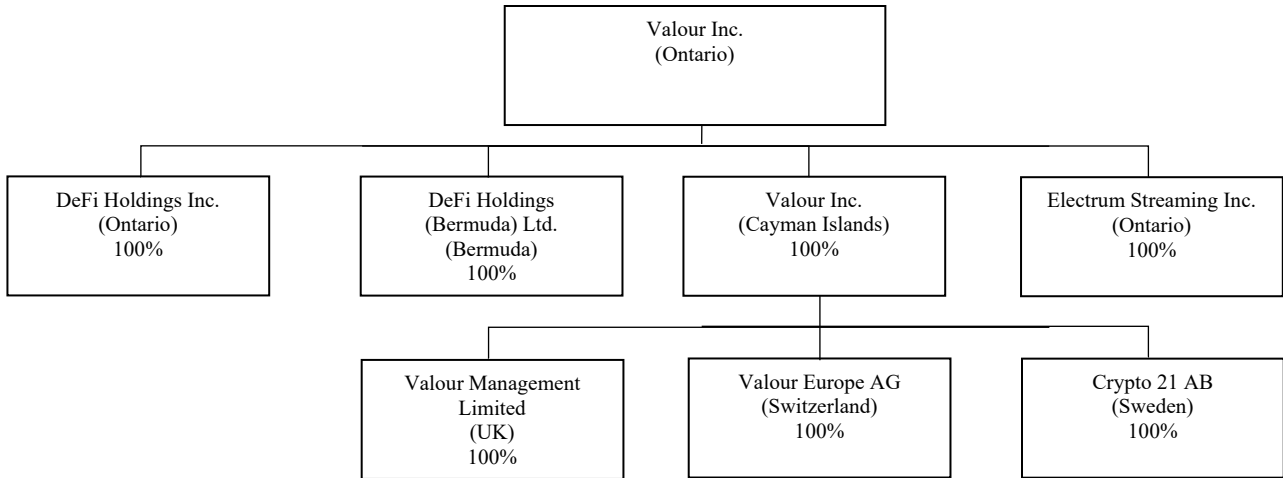 Valour Inc.
(Ontario)
DeFi Holdings Inc.
(Ontario)
100%
DeFi Holdings
(Bermuda) Ltd.
(Bermuda)
100%
Valour Inc.
(Cayman Islands)
100%
Electrum Streaming Inc.
(Ontario)
100%
Valour Management
Limited
(UK)
100%
Valour Europe AG
(Switzerland)
100%
Crypto 21 AB
(Sweden)
100%